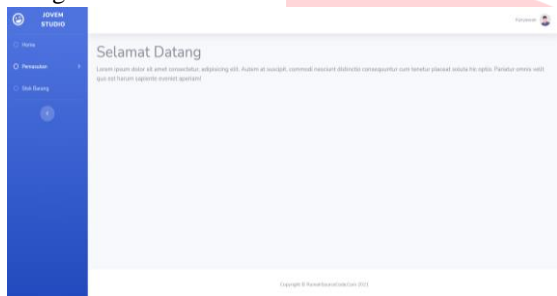 JOVEM
STUDIO
Home
Pemasukan
Stok Barang
Selamat Datang
Lorem ipsum dolor sit amet consectetur, adipisicing elit. Autem at suscipit, commodi nesciunt distinctio consequuntur cum tenetur placeat soluta hic optio. Pariatur omnis velit
quo est harum sapiente eveniet aperiam!